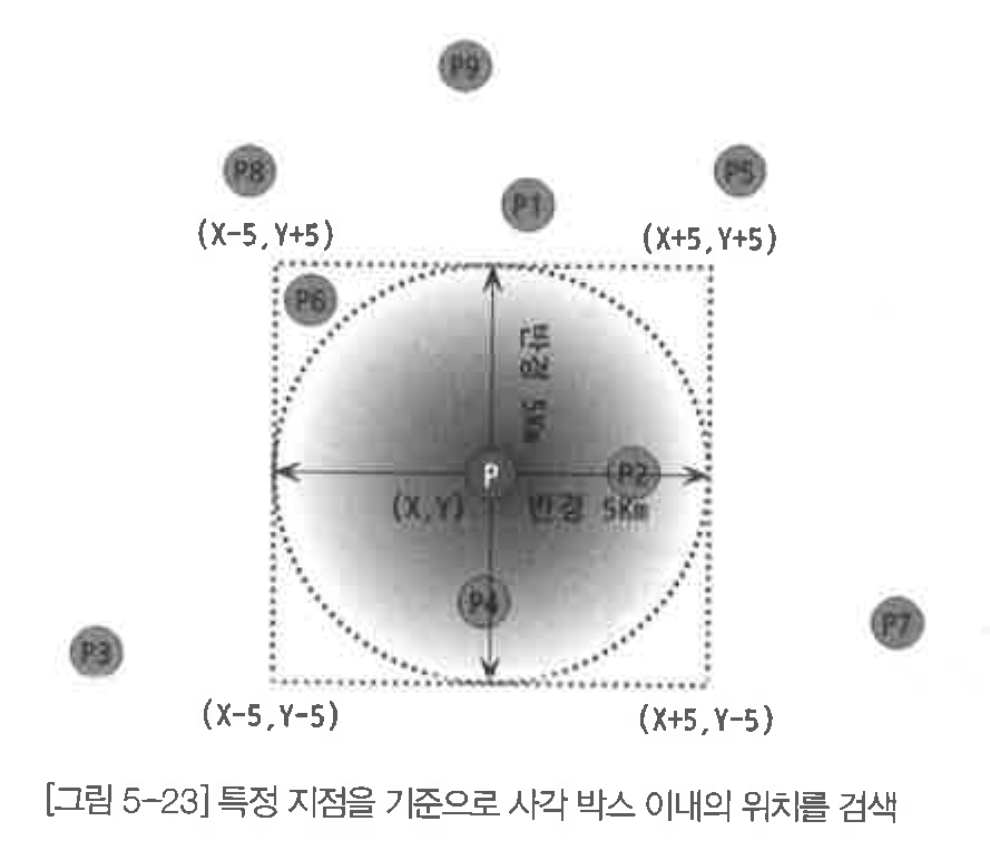 P9
P8
P5
P1
(X-5,Y+5)
(X+5,Y+5)
P6
반경 5Km
P
P2
(X,Y)
반경 5Km
P4
P3
P7
(X-5,Y-5)
(X+5,Y-5)
[그림 5-23] 특정 지점을 기준으로 사각 박스 이내의 위치를 검색